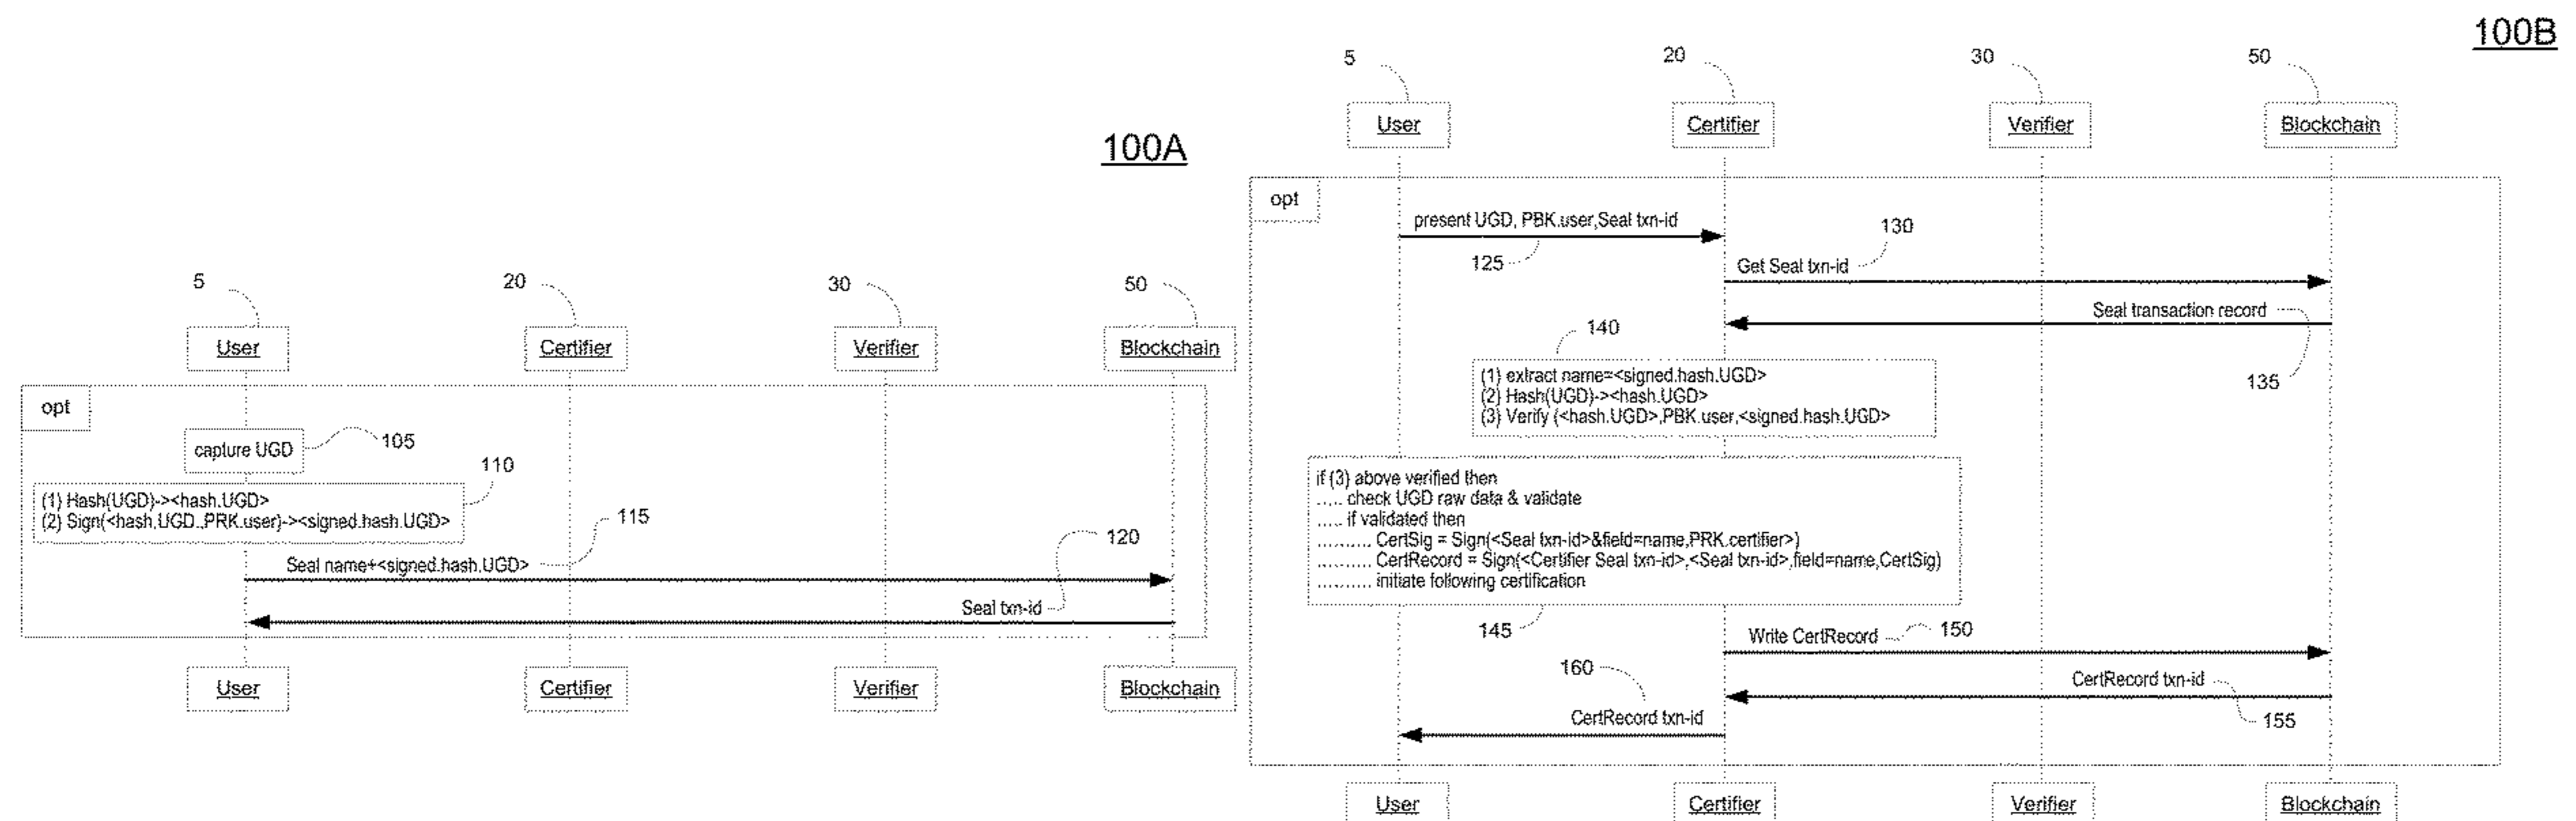 100A
5
20
30
50
User
Certifier
Verifier
Blockchain
opt
capture UGD
105
110
(1) Hash(UGD)-><hash.UGD>
(2) Sign(<hash.UGD.,PRK.user)-><signed.hash.UGD>
115
120
Seal name+<signed.hash.UGD>
Seal txn-id
User
Certifier
Verifier
Blockchain
100B
5
20
30
50
User
Certifier
Verifier
Blockchain
opt
present UGD, PBK.user,Seal txn-id
125
130
Get Seal txn-id
Seal transaction record
135
140
(1) extract name=<signed.hash.UGD>
(2) Hash(UGD)-><hash.UGD>
(3) Verify (<hash.UGD>,PBK.user,<signed.hash.UGD>
if (3) above verified then
..... check UGD raw data & validate
..... if validated then
.......... CertSig = Sign(<Seal txn-id>&field=name,PRK.certifier>)
.......... CertRecord = Sign(<Certifier Seal txn-id>,<Seal txn-id>,field=name,CertSig)
.......... initiate following certification
145
Write CertRecord
150
CertRecord txn-id
155
160
CertRecord txn-id
User
Certifier
Verifier
Blockchain